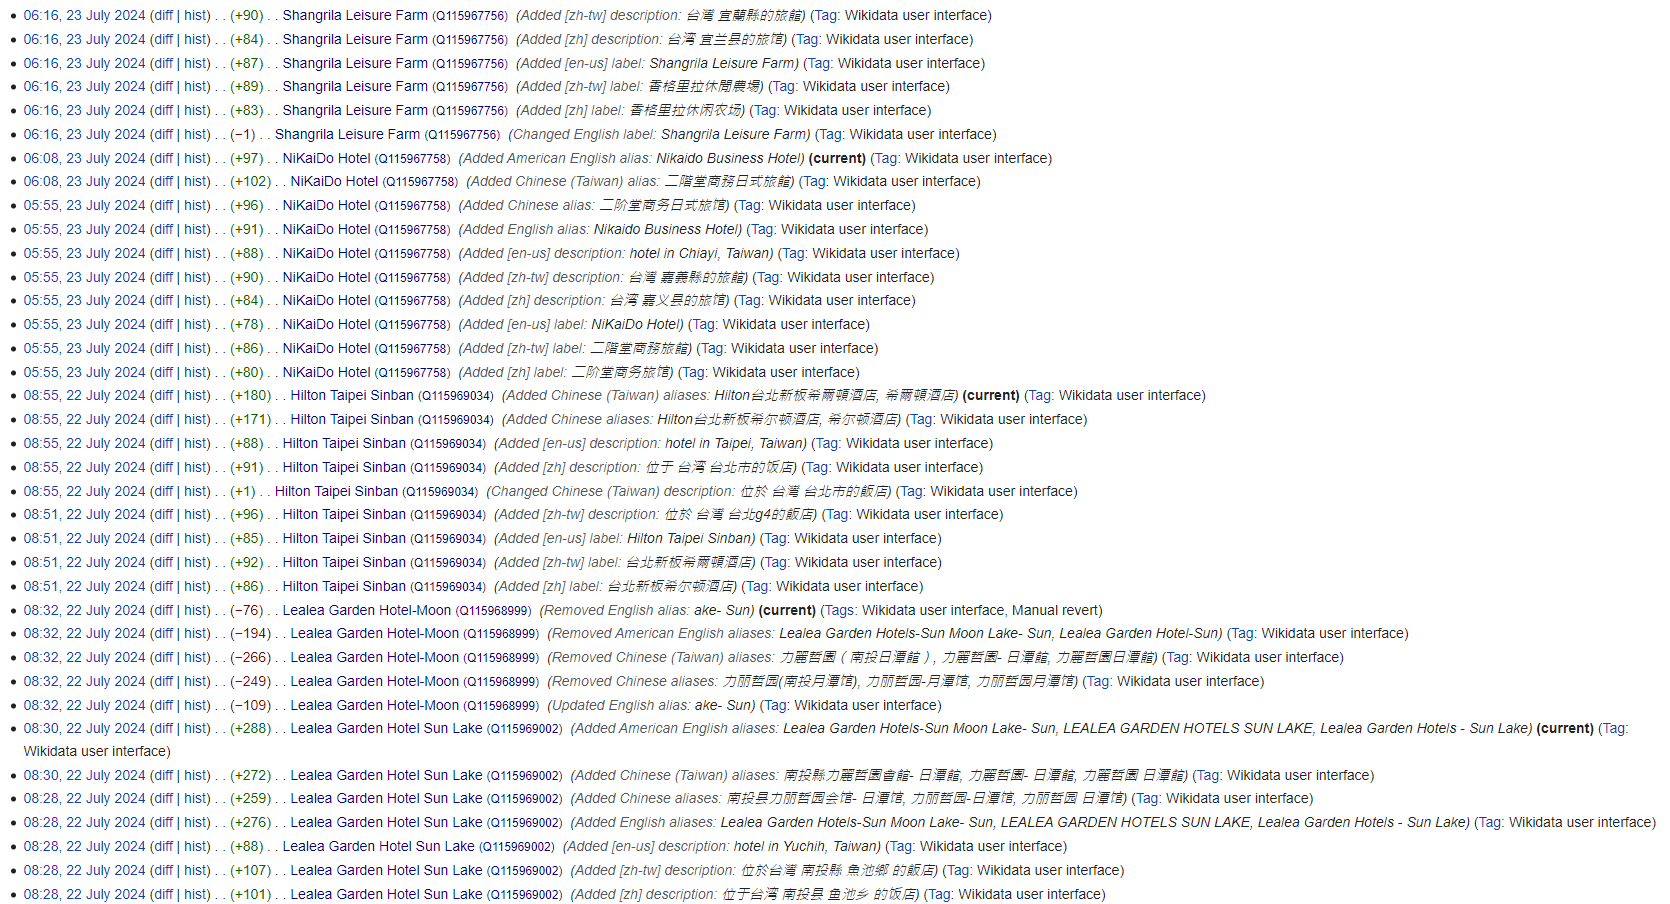 06:16, 23 July 2024 (diff | hist) . . (+90) . . Shangrila Leisure Farm (Q115967756) (Added [zh-tw] description: 台灣 宜蘭縣的旅館) (Tag: Wikidata user interface)
06:16, 23 July 2024 (diff | hist) . . (+84) . . Shangrila Leisure Farm (Q115967756) (Added [zh] description: 台湾 宜兰县的旅馆) (Tag: Wikidata user interface)
06:16, 23 July 2024 (diff | hist) . . (+87) . . Shangrila Leisure Farm (Q115967756) (Added [en-us] label: Shangrila Leisure Farm) (Tag: Wikidata user interface)
06:16, 23 July 2024 (diff | hist) . . (+89) . . Shangrila Leisure Farm (Q115967756) (Added [zh-tw] label: 香格里拉休閒農場) (Tag: Wikidata user interface)
06:16, 23 July 2024 (diff | hist) . . (+83) . . Shangrila Leisure Farm (Q115967756) (Added [zh] label: 香格里拉休闲农场) (Tag: Wikidata user interface)
06:16, 23 July 2024 (diff | hist) . . (−1) . . Shangrila Leisure Farm (Q115967756) (Changed English label: Shangrila Leisure Farm) (Tag: Wikidata user interface)
06:08, 23 July 2024 (diff | hist) . . (+97) . . NiKaiDo Hotel (Q115967758) (Added American English alias: Nikaido Business Hotel) (current) (Tag: Wikidata user interface)
06:08, 23 July 2024 (diff | hist) . . (+102) . . NiKaiDo Hotel (Q115967758) (Added Chinese (Taiwan) alias: 二階堂商務日式旅館) (Tag: Wikidata user interface)
05:55, 23 July 2024 (diff | hist) . . (+96) . . NiKaiDo Hotel (Q115967758) (Added Chinese alias: 二阶堂商务日式旅馆) (Tag: Wikidata user interface)
05:55, 23 July 2024 (diff | hist) . . (+91) . . NiKaiDo Hotel (Q115967758) (Added English alias: Nikaido Business Hotel) (Tag: Wikidata user interface)
05:55, 23 July 2024 (diff | hist) . . (+88) . . NiKaiDo Hotel (Q115967758) (Added [en-us] description: hotel in Chiayi, Taiwan) (Tag: Wikidata user interface)
05:55, 23 July 2024 (diff | hist) . . (+90) . . NiKaiDo Hotel (Q115967758) (Added [zh-tw] description: 台灣 嘉義縣的旅館) (Tag: Wikidata user interface)
05:55, 23 July 2024 (diff | hist) . . (+84) . . NiKaiDo Hotel (Q115967758) (Added [zh] description: 台湾 嘉义县的旅馆) (Tag: Wikidata user interface)
05:55, 23 July 2024 (diff | hist) . . (+78) . . NiKaiDo Hotel (Q115967758) (Added [en-us] label: NiKaiDo Hotel) (Tag: Wikidata user interface)
05:55, 23 July 2024 (diff | hist) . . (+86) . . NiKaiDo Hotel (Q115967758) (Added [zh-tw] label: 二階堂商務旅館) (Tag: Wikidata user interface)
05:55, 23 July 2024 (diff | hist) . . (+80) . . NiKaiDo Hotel (Q115967758) (Added [zh] label: 二阶堂商务旅馆) (Tag: Wikidata user interface)
08:55, 22 July 2024 (diff | hist) . . (+180) . . Hilton Taipei Sinban (Q115969034) (Added Chinese (Taiwan) aliases: Hilton台北新板希爾頓酒店, 希爾頓酒店) (current) (Tag: Wikidata user interface)
08:55, 22 July 2024 (diff | hist) . . (+171) . . Hilton Taipei Sinban (Q115969034) (Added Chinese aliases: Hilton台北新板希尔顿酒店, 希尔顿酒店) (Tag: Wikidata user interface)
08:55, 22 July 2024 (diff | hist) . . (+88) . . Hilton Taipei Sinban (Q115969034) (Added [en-us] description: hotel in Taipei, Taiwan) (Tag: Wikidata user interface)
08:55, 22 July 2024 (diff | hist) . . (+91) . . Hilton Taipei Sinban (Q115969034) (Added [zh] description: 位于 台湾 台北市的饭店) (Tag: Wikidata user interface)
08:55, 22 July 2024 (diff | hist) . . (+1) . . Hilton Taipei Sinban (Q115969034) (Changed Chinese (Taiwan) description: 位於 台灣 台北市的飯店) (Tag: Wikidata user interface)
08:51, 22 July 2024 (diff | hist) . . (+96) . . Hilton Taipei Sinban (Q115969034) (Added [zh-tw] description: 位於 台灣 台北g4的飯店) (Tag: Wikidata user interface)
08:51, 22 July 2024 (diff | hist) . . (+85) . . Hilton Taipei Sinban (Q115969034) (Added [en-us] label: Hilton Taipei Sinban) (Tag: Wikidata user interface)
08:51, 22 July 2024 (diff | hist) . . (+92) . . Hilton Taipei Sinban (Q115969034) (Added [zh-tw] label: 台北新板希爾頓酒店) (Tag: Wikidata user interface)
08:51, 22 July 2024 (diff | hist) . . (+86) . . Hilton Taipei Sinban (Q115969034) (Added [zh] label: 台北新板希尔顿酒店) (Tag: Wikidata user interface)
08:32, 22 July 2024 (diff | hist) . . (−76) . . Lealea Garden Hotel-Moon (Q115968999) (Removed English alias: ake- Sun) (current) (Tags: Wikidata user interface, Manual revert)
08:32, 22 July 2024 (diff | hist) . . (−194) . . Lealea Garden Hotel-Moon (Q115968999) (Removed American English aliases: Lealea Garden Hotels-Sun Moon Lake- Sun, Lealea Garden Hotel-Sun) (Tag: Wikidata user interface)
08:32, 22 July 2024 (diff | hist) . . (−266) . . Lealea Garden Hotel-Moon (Q115968999) (Removed Chinese (Taiwan) aliases: 力麗哲園（南投日潭館）, 力麗哲園- 日潭館, 力麗哲園日潭館) (Tag: Wikidata user interface)
08:32, 22 July 2024 (diff | hist) . . (−249) . . Lealea Garden Hotel-Moon (Q115968999) (Removed Chinese aliases: 力丽哲园(南投月潭馆), 力丽哲园-月潭馆, 力丽哲园月潭馆) (Tag: Wikidata user interface)
08:32, 22 July 2024 (diff | hist) . . (−109) . . Lealea Garden Hotel-Moon (Q115968999) (Updated English alias: ake- Sun) (Tag: Wikidata user interface)
08:30, 22 July 2024 (diff | hist) . . (+288) . . Lealea Garden Hotel Sun Lake (Q115969002) (Added American English aliases: Lealea Garden Hotels-Sun Moon Lake- Sun, LEALEA GARDEN HOTELS SUN LAKE, Lealea Garden Hotels - Sun Lake) (current) (Tag:
Wikidata user interface)
08:30, 22 July 2024 (diff | hist) . . (+272) . . Lealea Garden Hotel Sun Lake (Q115969002) (Added Chinese (Taiwan) aliases: 南投縣力麗哲園會館- 日潭館, 力麗哲園- 日潭館, 力麗哲園 日潭館) (Tag: Wikidata user interface)
08:28, 22 July 2024 (diff | hist) . . (+259) . . Lealea Garden Hotel Sun Lake (Q115969002) (Added Chinese aliases: 南投县力丽哲园会馆- 日潭馆, 力丽哲园-日潭馆, 力丽哲园 日潭馆) (Tag: Wikidata user interface)
08:28, 22 July 2024 (diff | hist) . . (+276) . . Lealea Garden Hotel Sun Lake (Q115969002) (Added English aliases: Lealea Garden Hotels-Sun Moon Lake- Sun, LEALEA GARDEN HOTELS SUN LAKE, Lealea Garden Hotels - Sun Lake) (Tag: Wikidata user interface)
08:28, 22 July 2024 (diff | hist) . . (+88) . . Lealea Garden Hotel Sun Lake (Q115969002) (Added [en-us] description: hotel in Yuchih, Taiwan) (Tag: Wikidata user interface)
08:28, 22 July 2024 (diff | hist) . . (+107) . . Lealea Garden Hotel Sun Lake (Q115969002) (Added [zh-tw] description: 位於台灣 南投縣 魚池鄉 的飯店) (Tag: Wikidata user interface)
08:28, 22 July 2024 (diff | hist) . . (+101) . . Lealea Garden Hotel Sun Lake (Q115969002) (Added [zh] description: 位于台湾 南投县 鱼池乡 的饭店) (Tag: Wikidata user interface)